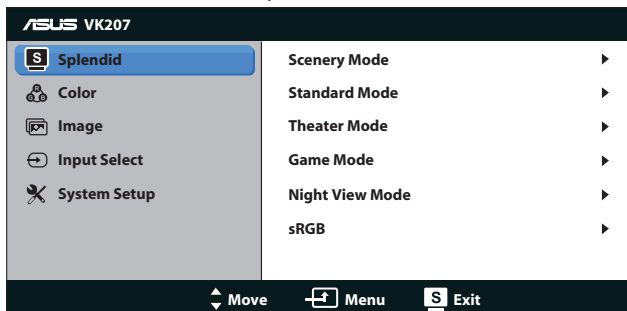 ASUS VK207
S Splendid
Color
Image
Input Select
System Setup
Scenery Mode
Standard Mode
Theater Mode
Game Mode
Night View Mode
sRGB
Move Menu S Exit